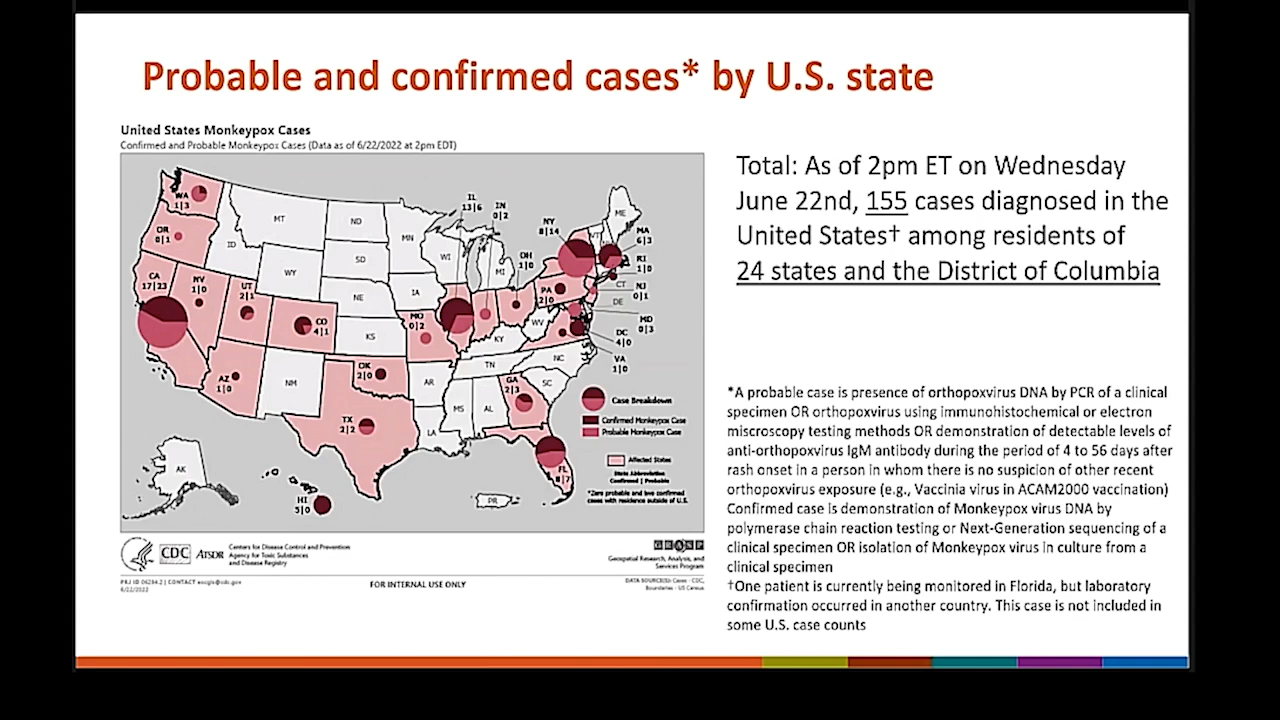 Probable and confirmed cases* by U.S. state
United States Monkeypox Cases
Confirmed and Probable Monkeypox Cases (Data as of 6/22/2022 at 2pm EDT)
WA
1|3
OR
0|1
CA
17|23
NV
1|0
ID
MT
WY
UT
2|1
CO
4|1
AZ
1|0
NM
ND
SD
NE
KS
OK
2|0
TX
2|2
MN
IA
MO
0|2
AR
LA
WI
IL
13|6
MI
IN
0|2
OH
1|0
KY
TN
MS
AL
GA
2|3
FL
8|7
SC
NC
WV
PA
2|0
NY
8|14
VT
ME
MA
6|3
RI
1|0
CT
NJ
0|1
DE
MD
0|3
DC
4|0
VA
1|0
AK
HI
PR
Case Breakdown
Confirmed Monkeypox Case
Probable Monkeypox Case
Affected States
State Abbreviation
Confirmed | Probable
*Zero probable and two confirmed
cases with residence outside of U.S.
CDC
ATSDR
Centers for Disease Control and Prevention
Agency for Toxic Substances
and Disease Registry
GRASP
Geospatial Research, Analysis, and
Services Program
6/22/2022
FOR INTERNAL USE ONLY
DATA SOURCE(S): Cases - CDC,
Boundaries - US Census
Total: As of 2pm ET on Wednesday
June 22nd, 155 cases diagnosed in the
United States† among residents of
24 states and the District of Columbia
*A probable case is presence of orthopoxvirus DNA by PCR of a clinical
specimen OR orthopoxvirus using immunohistochemical or electron
miscroscopy testing methods OR demonstration of detectable levels of
anti-orthopoxvirus IgM antibody during the period of 4 to 56 days after
rash onset in a person in whom there is no suspicion of other recent
orthopoxvirus exposure (e.g., Vaccinia virus in ACAM2000 vaccination)
Confirmed case is demonstration of Monkeypox virus DNA by
polymerase chain reaction testing or Next-Generation sequencing of a
clinical specimen OR isolation of Monkeypox virus in culture from a
clinical specimen
†One patient is currently being monitored in Florida, but laboratory
confirmation occurred in another country. This case is not included in
some U.S. case counts